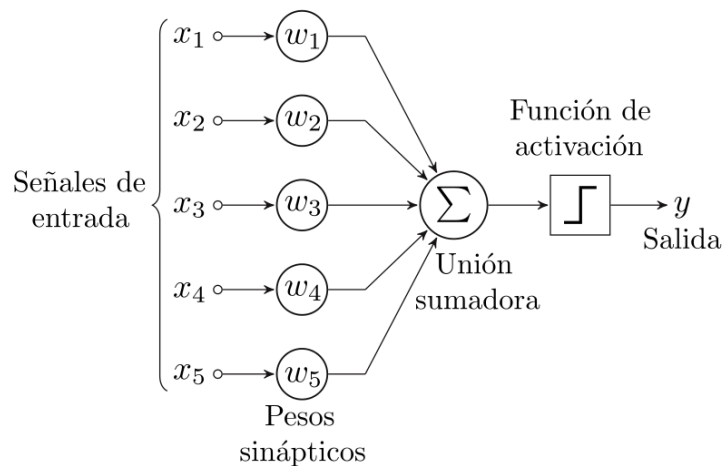 x1
w1
x2
w2
Función de
activación
Señales de
entrada
x3
w3
∑
y
Salida
Unión
sumadora
x4
w4
x5
w5
Pesos
sinápticos